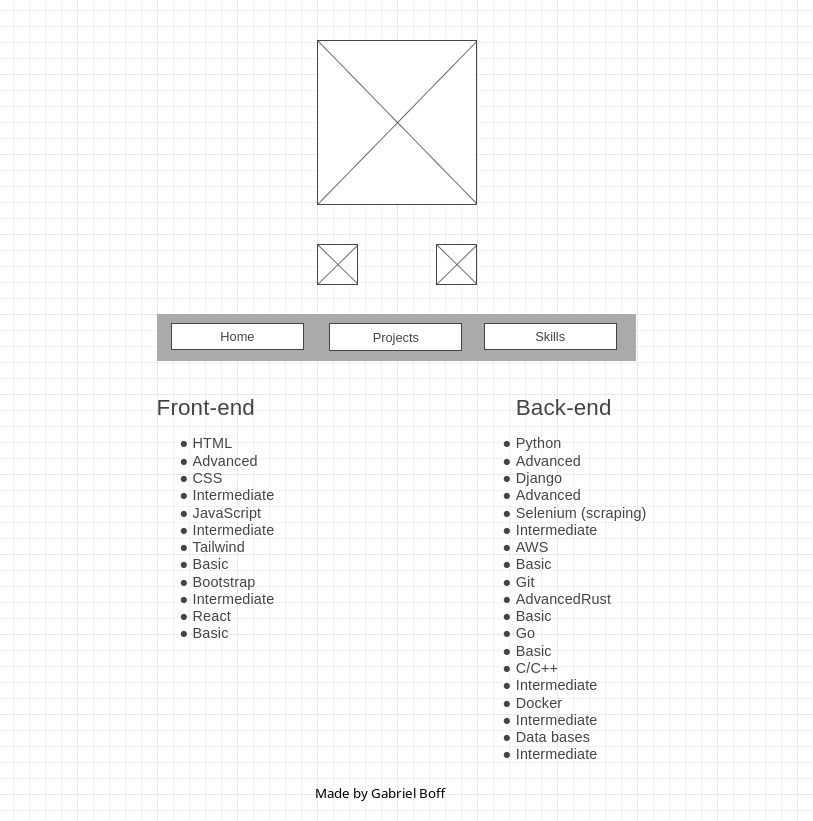 Home
Projects
Skills
Front-end
● HTML
● Advanced
● CSS
● Intermediate
● JavaScript
● Intermediate
● Tailwind
● Basic
● Bootstrap
● Intermediate
● React
● Basic
Back-end
● Python
● Advanced
● Django
● Advanced
● Selenium (scraping)
● Intermediate
● AWS
● Basic
● Git
● AdvancedRust
● Basic
● Go
● Basic
● C/C++
● Intermediate
● Docker
● Intermediate
● Data bases
● Intermediate
Made by Gabriel Boff